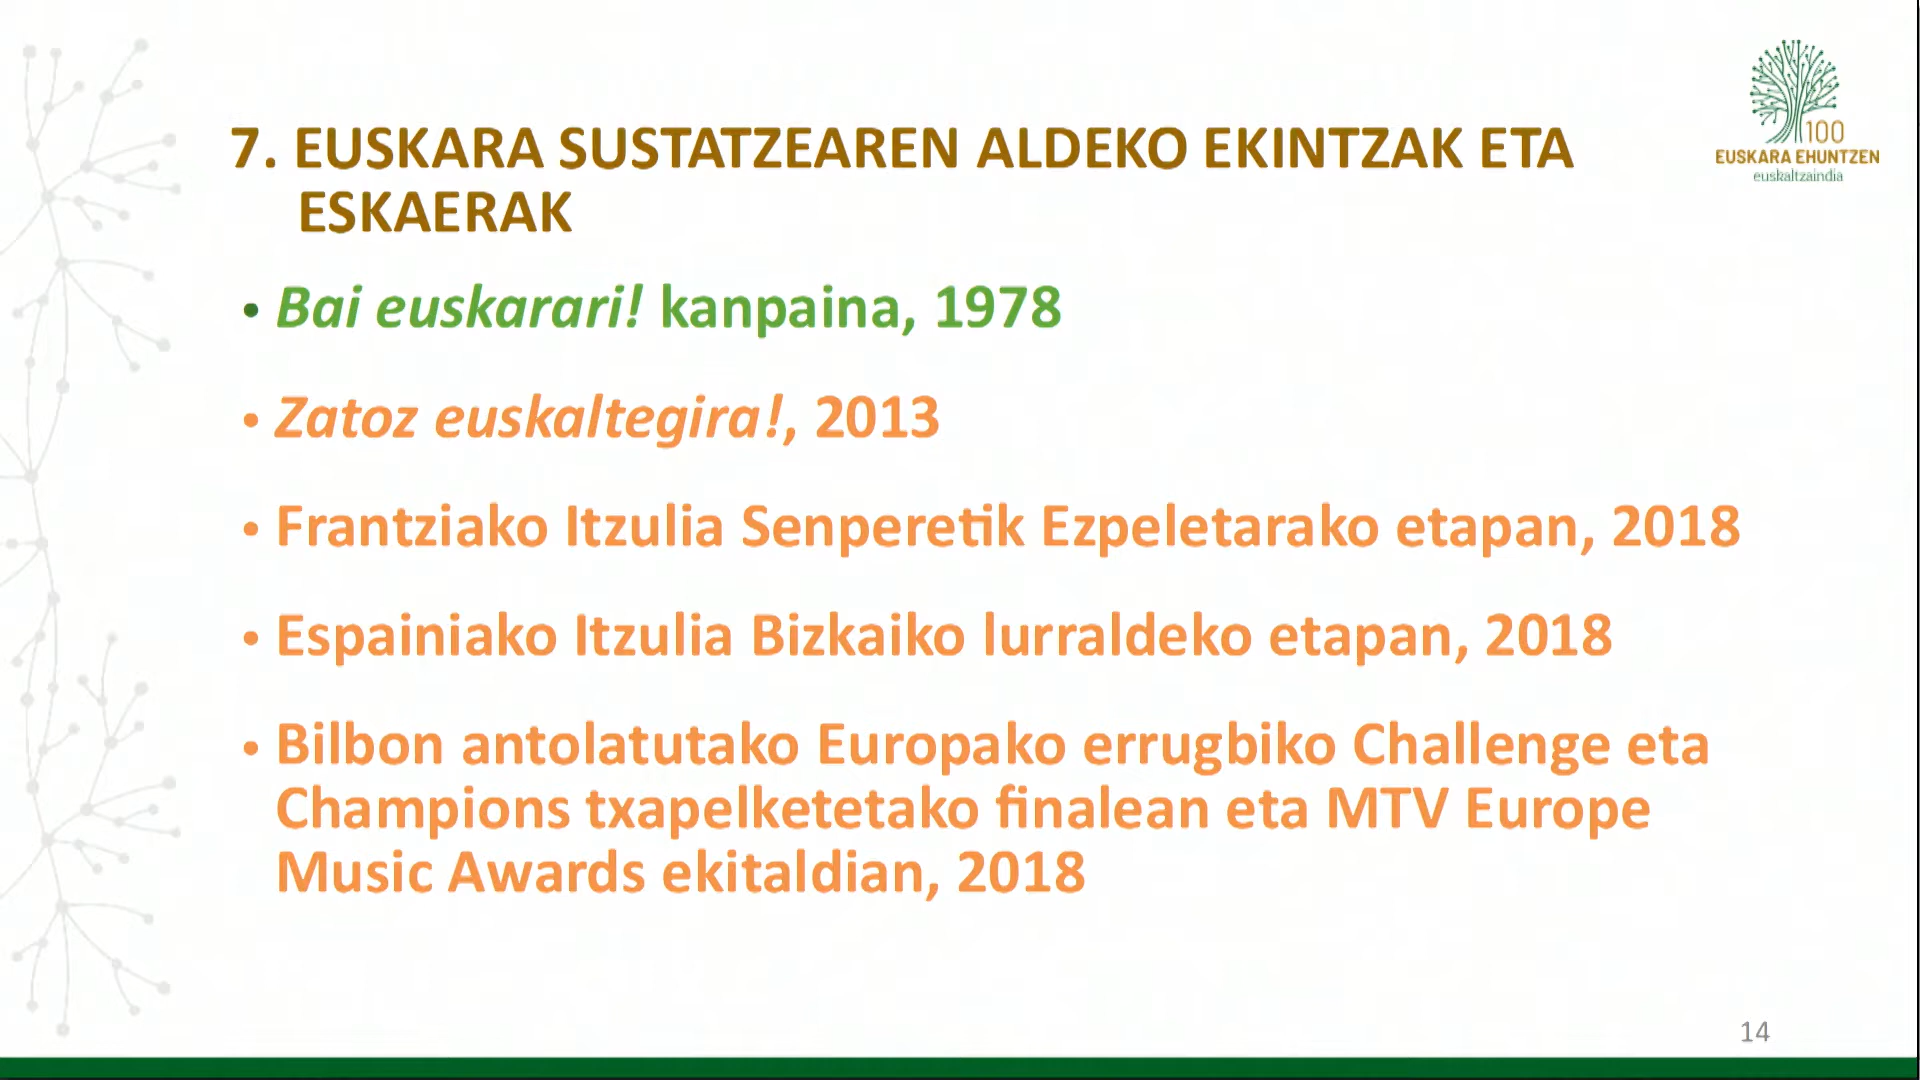 7. EUSKARA SUSTATZEAREN ALDEKO EKINTZAK ETA
ESKAERAK
100
EUSKARA EHUNTZEN
euskaltzaindia
• Bai euskarari! kanpaina, 1978
• Zatoz euskaltegira!, 2013
• Frantziako Itzulia Senperetik Ezpeletarako etapan, 2018
• Espainiako Itzulia Bizkaiko lurraldeko etapan, 2018
• Bilbon antolatutako Europako errugbiko Challenge eta
Champions txapelketetako finalean eta MTV Europe
Music Awards ekitaldian, 2018
14